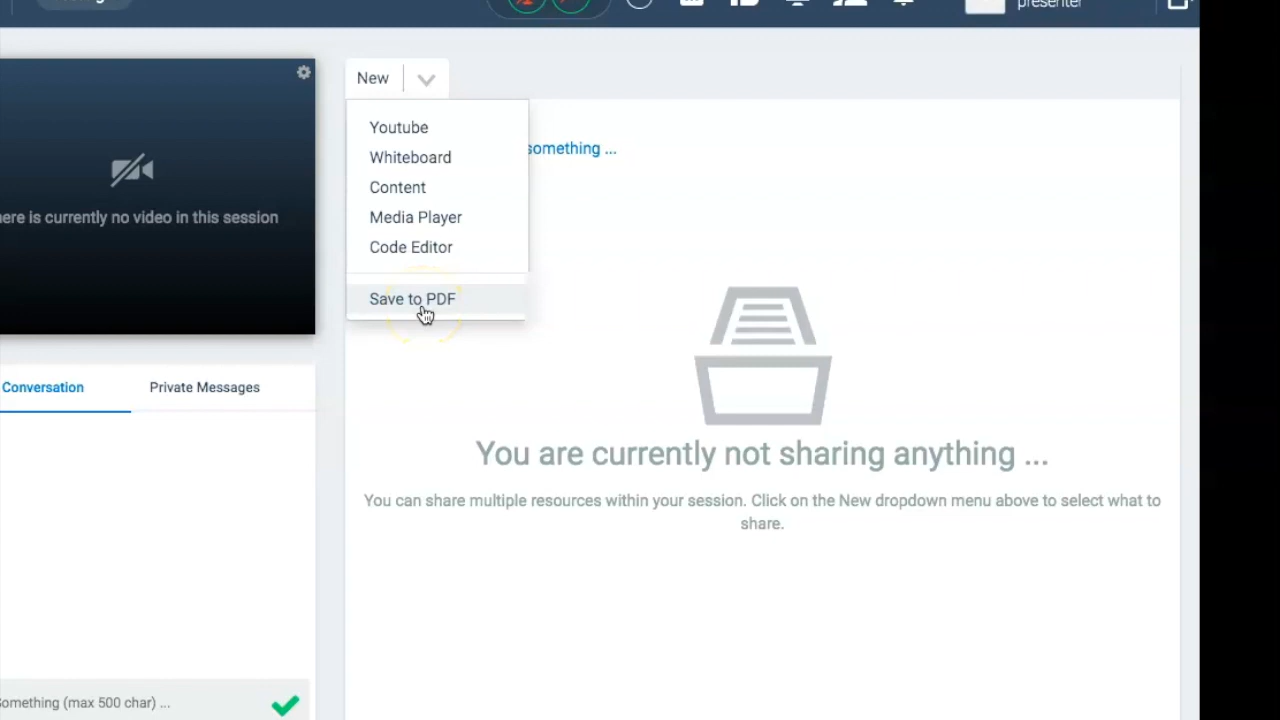 presenter
New
Youtube
something ...
Whiteboard
Content
Media Player
Code Editor
Save to PDF
ere is currently no video in this session
Conversation
Private Messages
You are currently not sharing anything ...
You can share multiple resources within your session. Click on the New dropdown menu above to select what to
share.
Something (max 500 char) ...